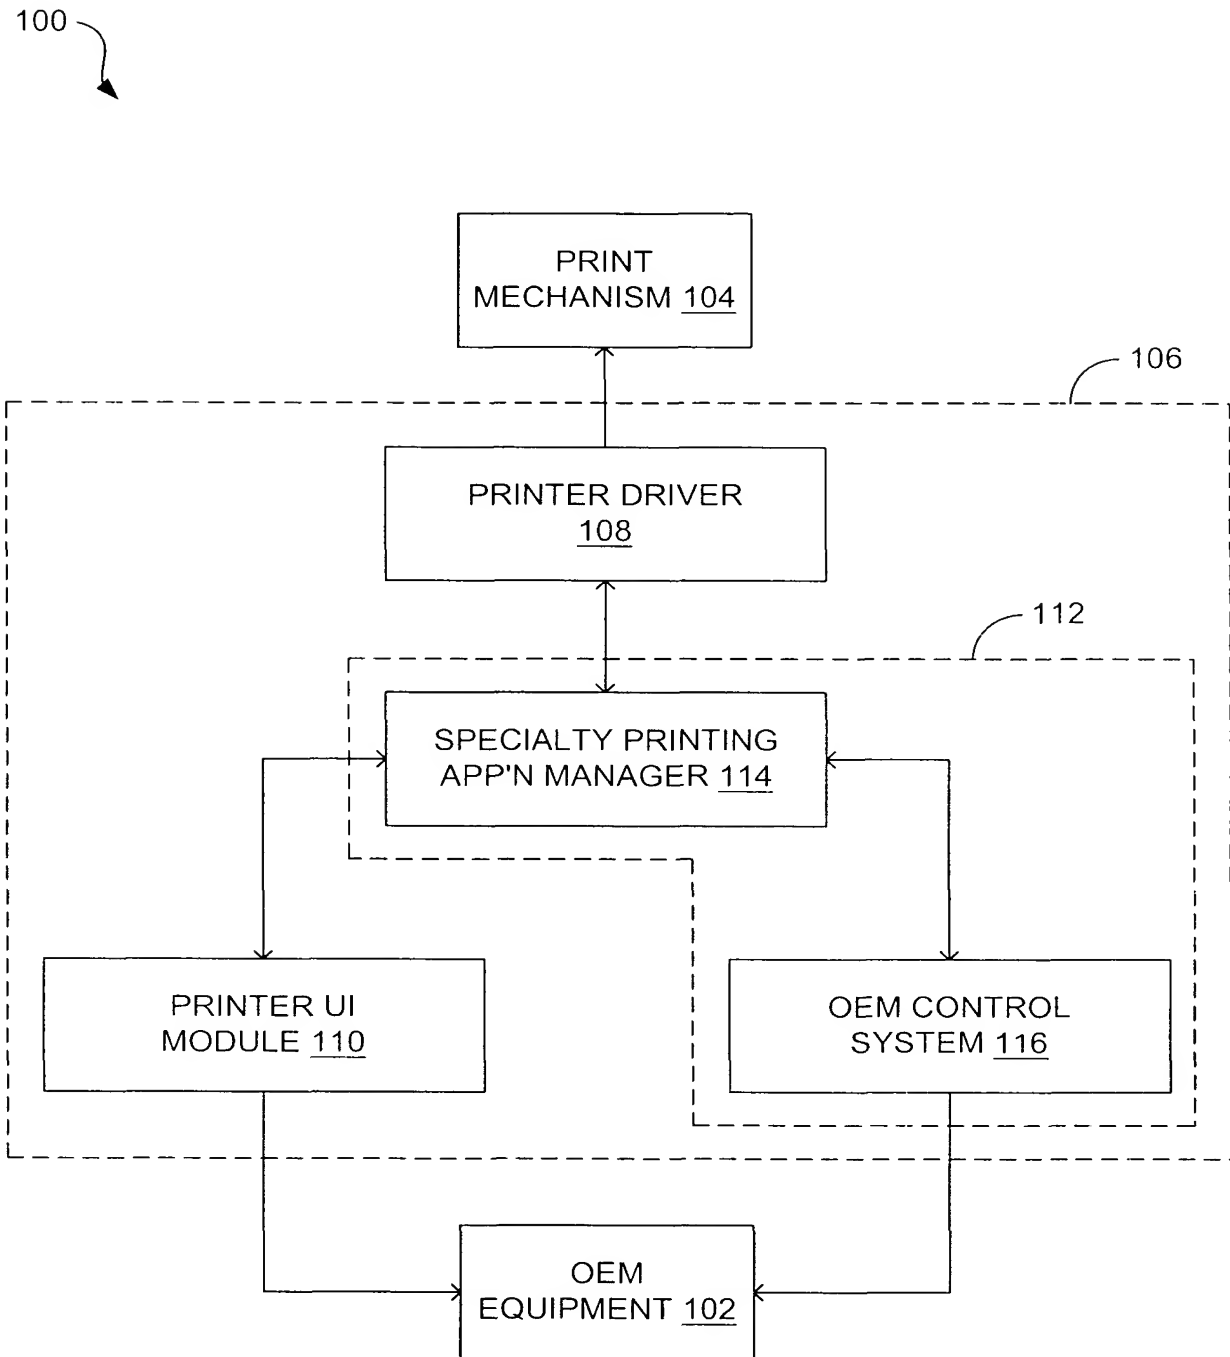 100
PRINT
MECHANISM 104
106
PRINTER DRIVER
108
112
SPECIALTY PRINTING
APP'N MANAGER 114
PRINTER UI
MODULE 110
OEM CONTROL
SYSTEM 116
OEM
EQUIPMENT 102